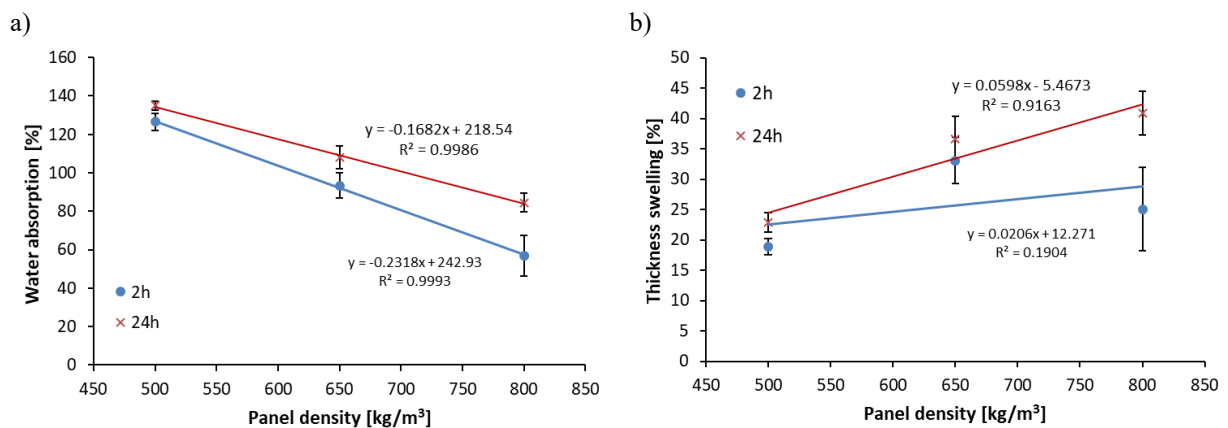 a)
160
140
120
100
80
60
40
20
0
Water absorption [%]
y = -0.1682x + 218.54
R² = 0.9986
y = -0.2318x + 242.93
R² = 0.9993
2h
24h
450 500 550 600 650 700 750 800 850
Panel density [kg/m³]
b)
50
45
40
35
30
25
20
15
10
5
0
Thickness swelling [%]
2h
24h
y = 0.0598x - 5.4673
R² = 0.9163
y = 0.0206x + 12.271
R² = 0.1904
450 500 550 600 650 700 750 800 850
Panel density [kg/m³]